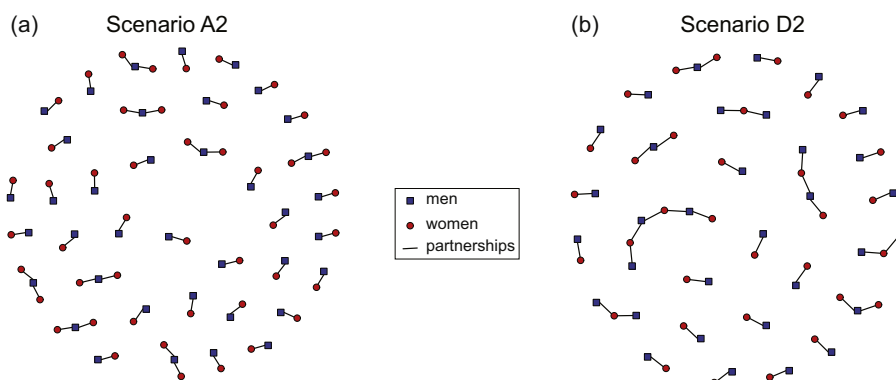 (a)
Scenario A2
(b)
Scenario D2
men
women
partnerships